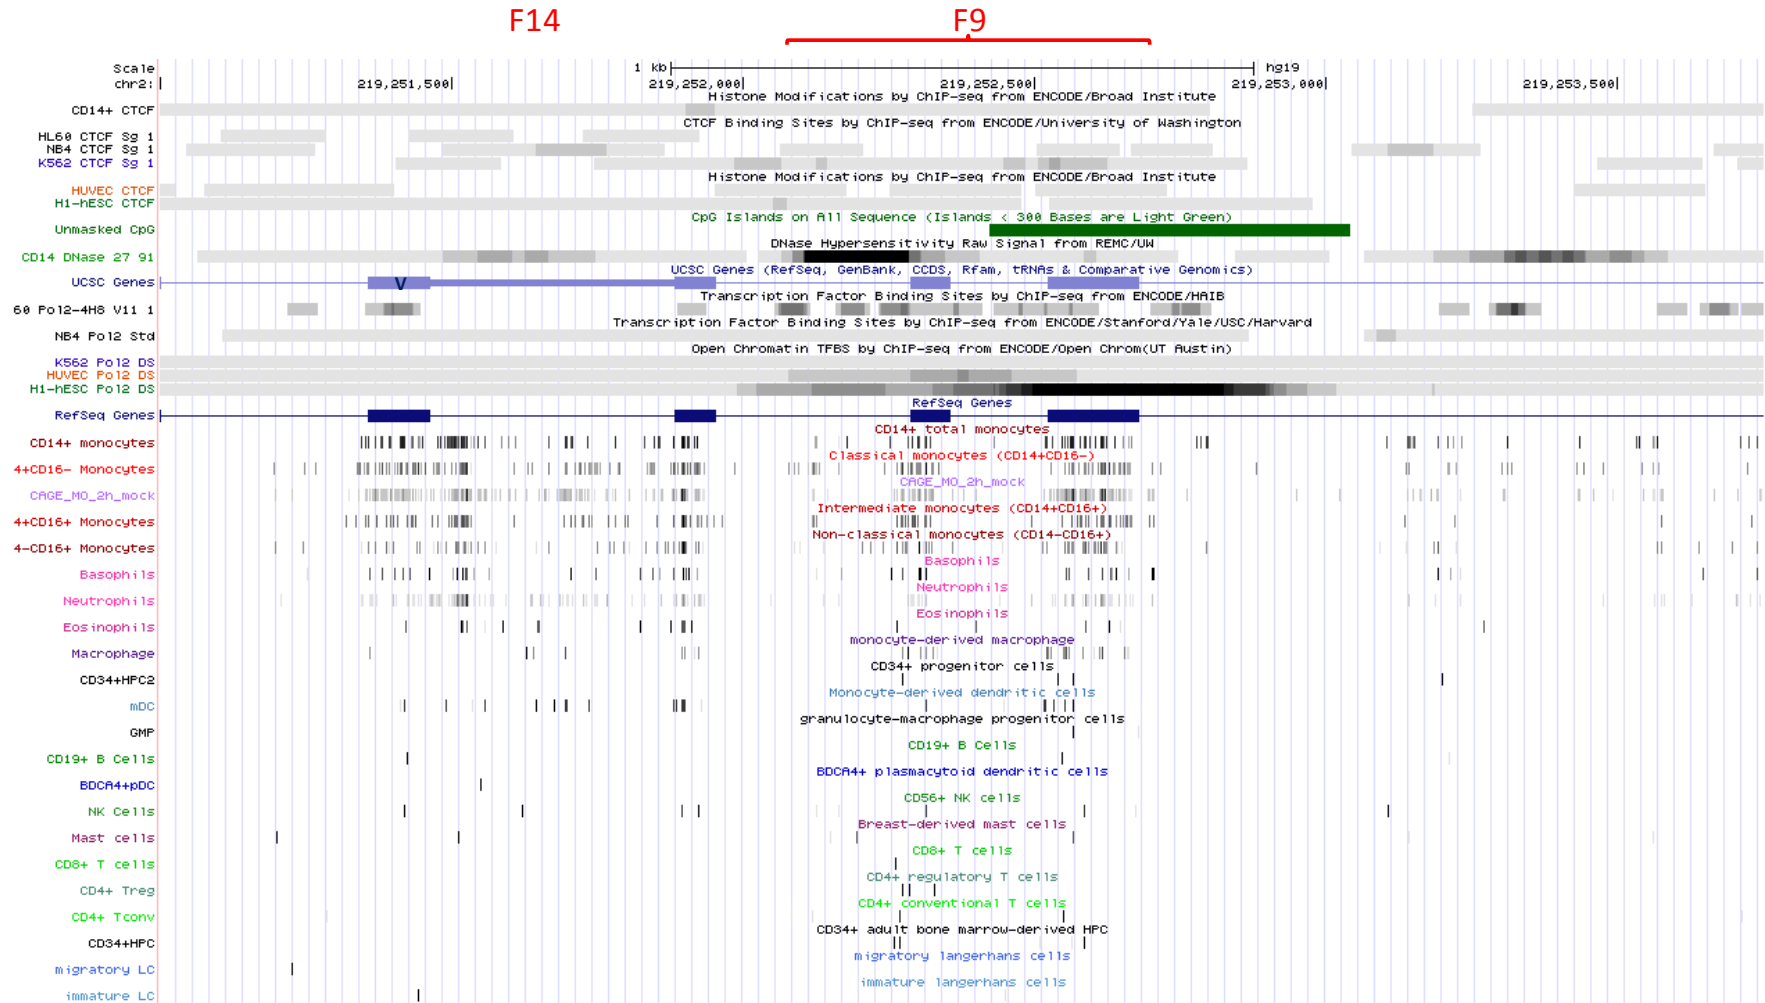 F14 F9
Scale 1 kb hg19
chr2: 219,251,500 219,252,000 219,252,500 219,253,000 219,253,500
Histone Modifications by ChIP-seq from ENCODE/Broad Institute
CD14+ CTCF
CTCF Binding Sites by ChIP-seq from ENCODE/University of Washington
HL60 CTCF Sg 1
NB4 CTCF Sg 1
K562 CTCF Sg 1
Histone Modifications by ChIP-seq from ENCODE/Broad Institute
HUVEC CTCF
H1-hESC CTCF
CpG Islands on All Sequence (Islands < 300 Bases are Light Green)
Unmasked CpG
DNase Hypersensitivity Raw Signal from REMC/UW
CD14 DNase 27 91
UCSC Genes (RefSeq, GenBank, CCDS, Rfam, tRNAs & Comparative Genomics)
UCSC Genes V
Transcription Factor Binding Sites by ChIP-seq from ENCODE/HAIB
60 Pol2-4H8 V11 1
Transcription Factor Binding Sites by ChIP-seq from ENCODE/Stanford/Yale/USC/Harvard
NB4 Pol2 Std
Open Chromatin TFBS by ChIP-seq from ENCODE/Open Chrom(UT Austin)
K562 Pol2 DS
HUVEC Pol2 DS
H1-hESC Pol2 DS
RefSeq Genes
RefSeq Genes
CD14+ total monocytes
CD14+ monocytes
Classical monocytes (CD14+CD16-)
4+CD16- Monocytes
CAGE_MO_2h_mock
CAGE_MO_2h_mock
Intermediate monocytes (CD14+CD16+)
4+CD16+ Monocytes
Non-classical monocytes (CD14-CD16+)
4-CD16+ Monocytes
Basophils
Basophils
Neutrophils
Neutrophils
Eosinophils
Eosinophils
monocyte-derived macrophage
Macrophage
CD34+ progenitor cells
CD34+HPC2
Monocyte-derived dendritic cells
mDC
granulocyte-macrophage progenitor cells
GMP
CD19+ B Cells
CD19+ B Cells
BDCA4+ plasmacytoid dendritic cells
BDCA4+pDC
CD56+ NK cells
NK Cells
Breast-derived mast cells
Mast cells
CD8+ T cells
CD8+ T cells
CD4+ regulatory T cells
CD4+ Treg
CD4+ conventional T cells
CD4+ Tconv
CD34+ adult bone marrow-derived HPC
CD34+HPC
migratory langerhans cells
migratory LC
immature langerhans cells
immature LC